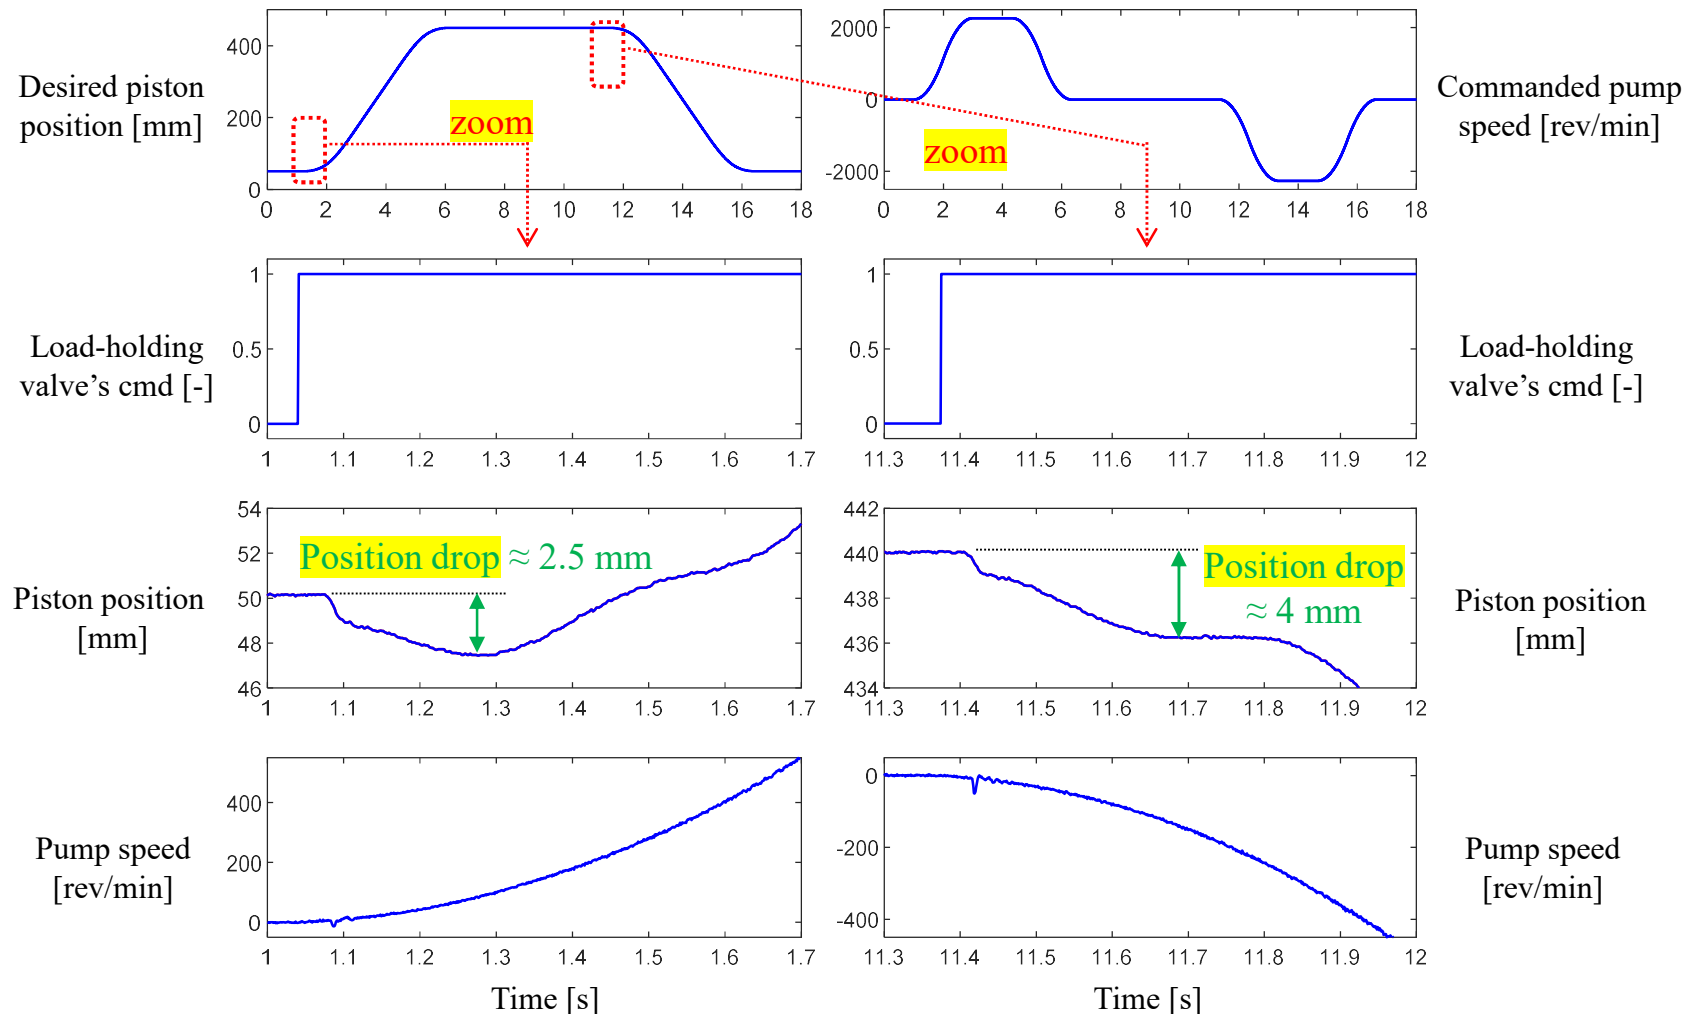 Desired piston
position [mm]
400
200
0
zoom
0 2 4 6 8 10 12 14 16 18
2000
0
-2000
zoom
0 2 4 6 8 10 12 14 16 18
Commanded pump
speed [rev/min]
Load-holding
valve's cmd [-]
1
0.5
0
1 1.1 1.2 1.3 1.4 1.5 1.6 1.7
1
0.5
0
11.3 11.4 11.5 11.6 11.7 11.8 11.9 12
Load-holding
valve's cmd [-]
Piston position
[mm]
54
52
50
48
46
Position drop ≈ 2.5 mm
1 1.1 1.2 1.3 1.4 1.5 1.6 1.7
442
440
438
436
434
Position drop
≈ 4 mm
11.3 11.4 11.5 11.6 11.7 11.8 11.9 12
Piston position
[mm]
Pump speed
[rev/min]
400
200
0
1 1.1 1.2 1.3 1.4 1.5 1.6 1.7
Time [s]
0
-200
-400
11.3 11.4 11.5 11.6 11.7 11.8 11.9 12
Time [s]
Pump speed
[rev/min]